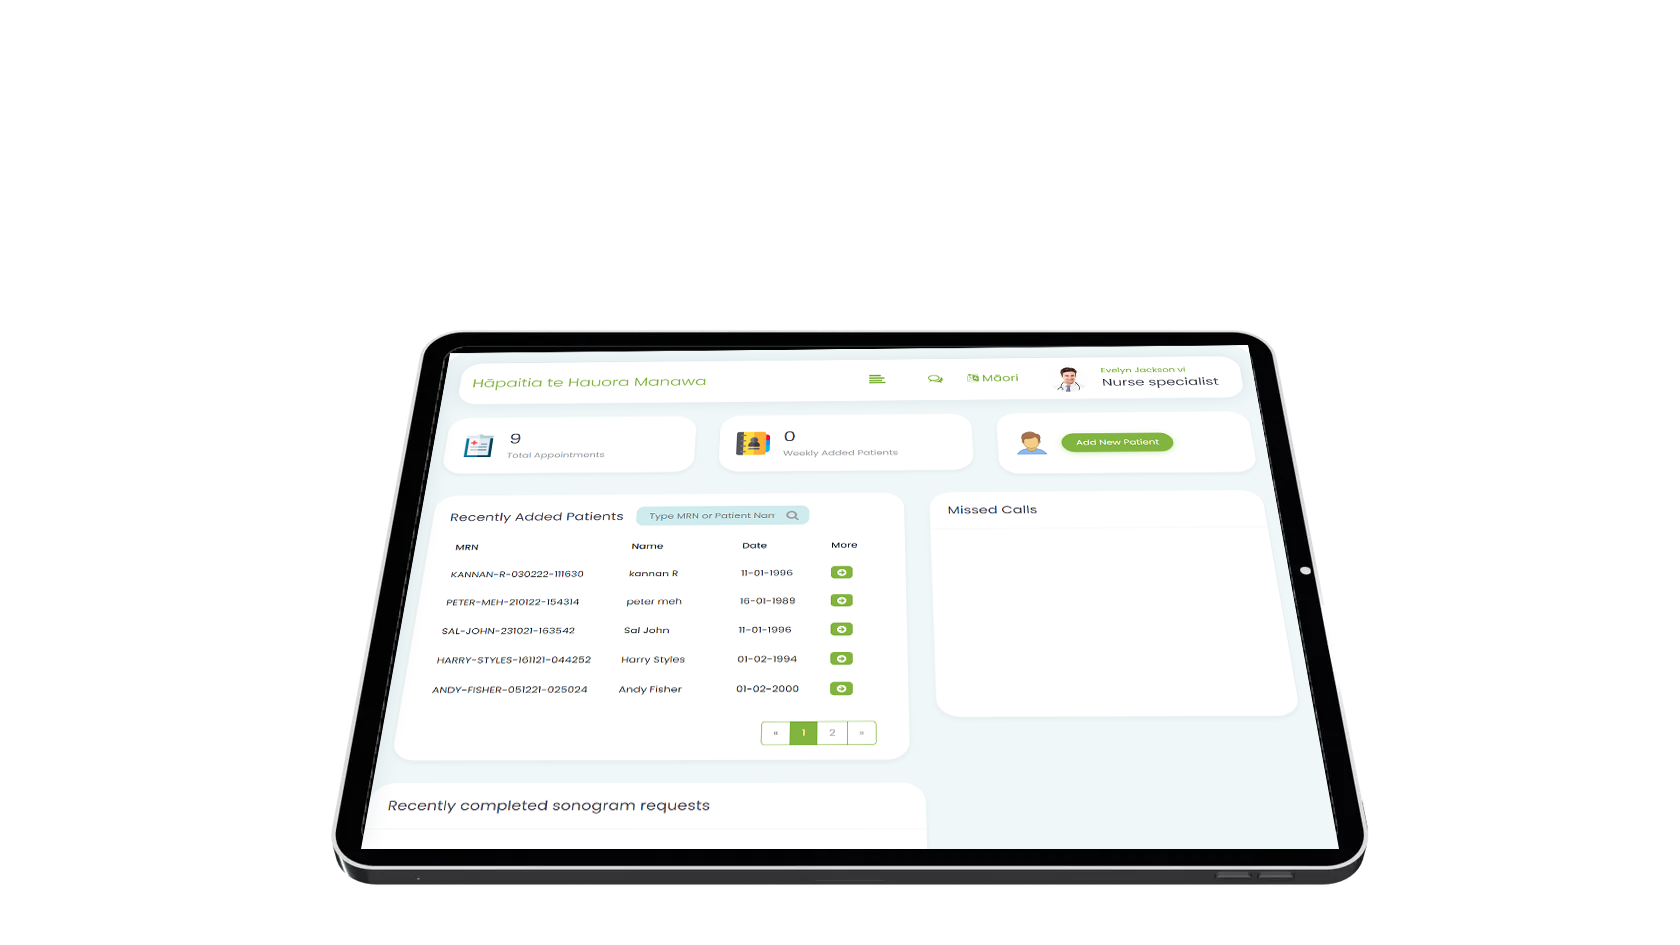 Hāpaitia te Hauora Manawa
Māori
Evelyn Jackson vi
Nurse specialist
9
Total Appointments
0
Weekly Added Patients
Add New Patient
Recently Added Patients
Type MRN or Patient Nam
MRN Name Date More
KANNAN-R-030222-111630 kannan R 11-01-1996
PETER-MEH-210122-154314 peter meh 16-01-1989
SAL-JOHN-231021-163542 Sal John 11-01-1996
HARRY-STYLES-161121-044252 Harry Styles 01-02-1994
ANDY-FISHER-051221-025024 Andy Fisher 01-02-2000
« 1 2 »
Missed Calls
Recently completed sonogram requests